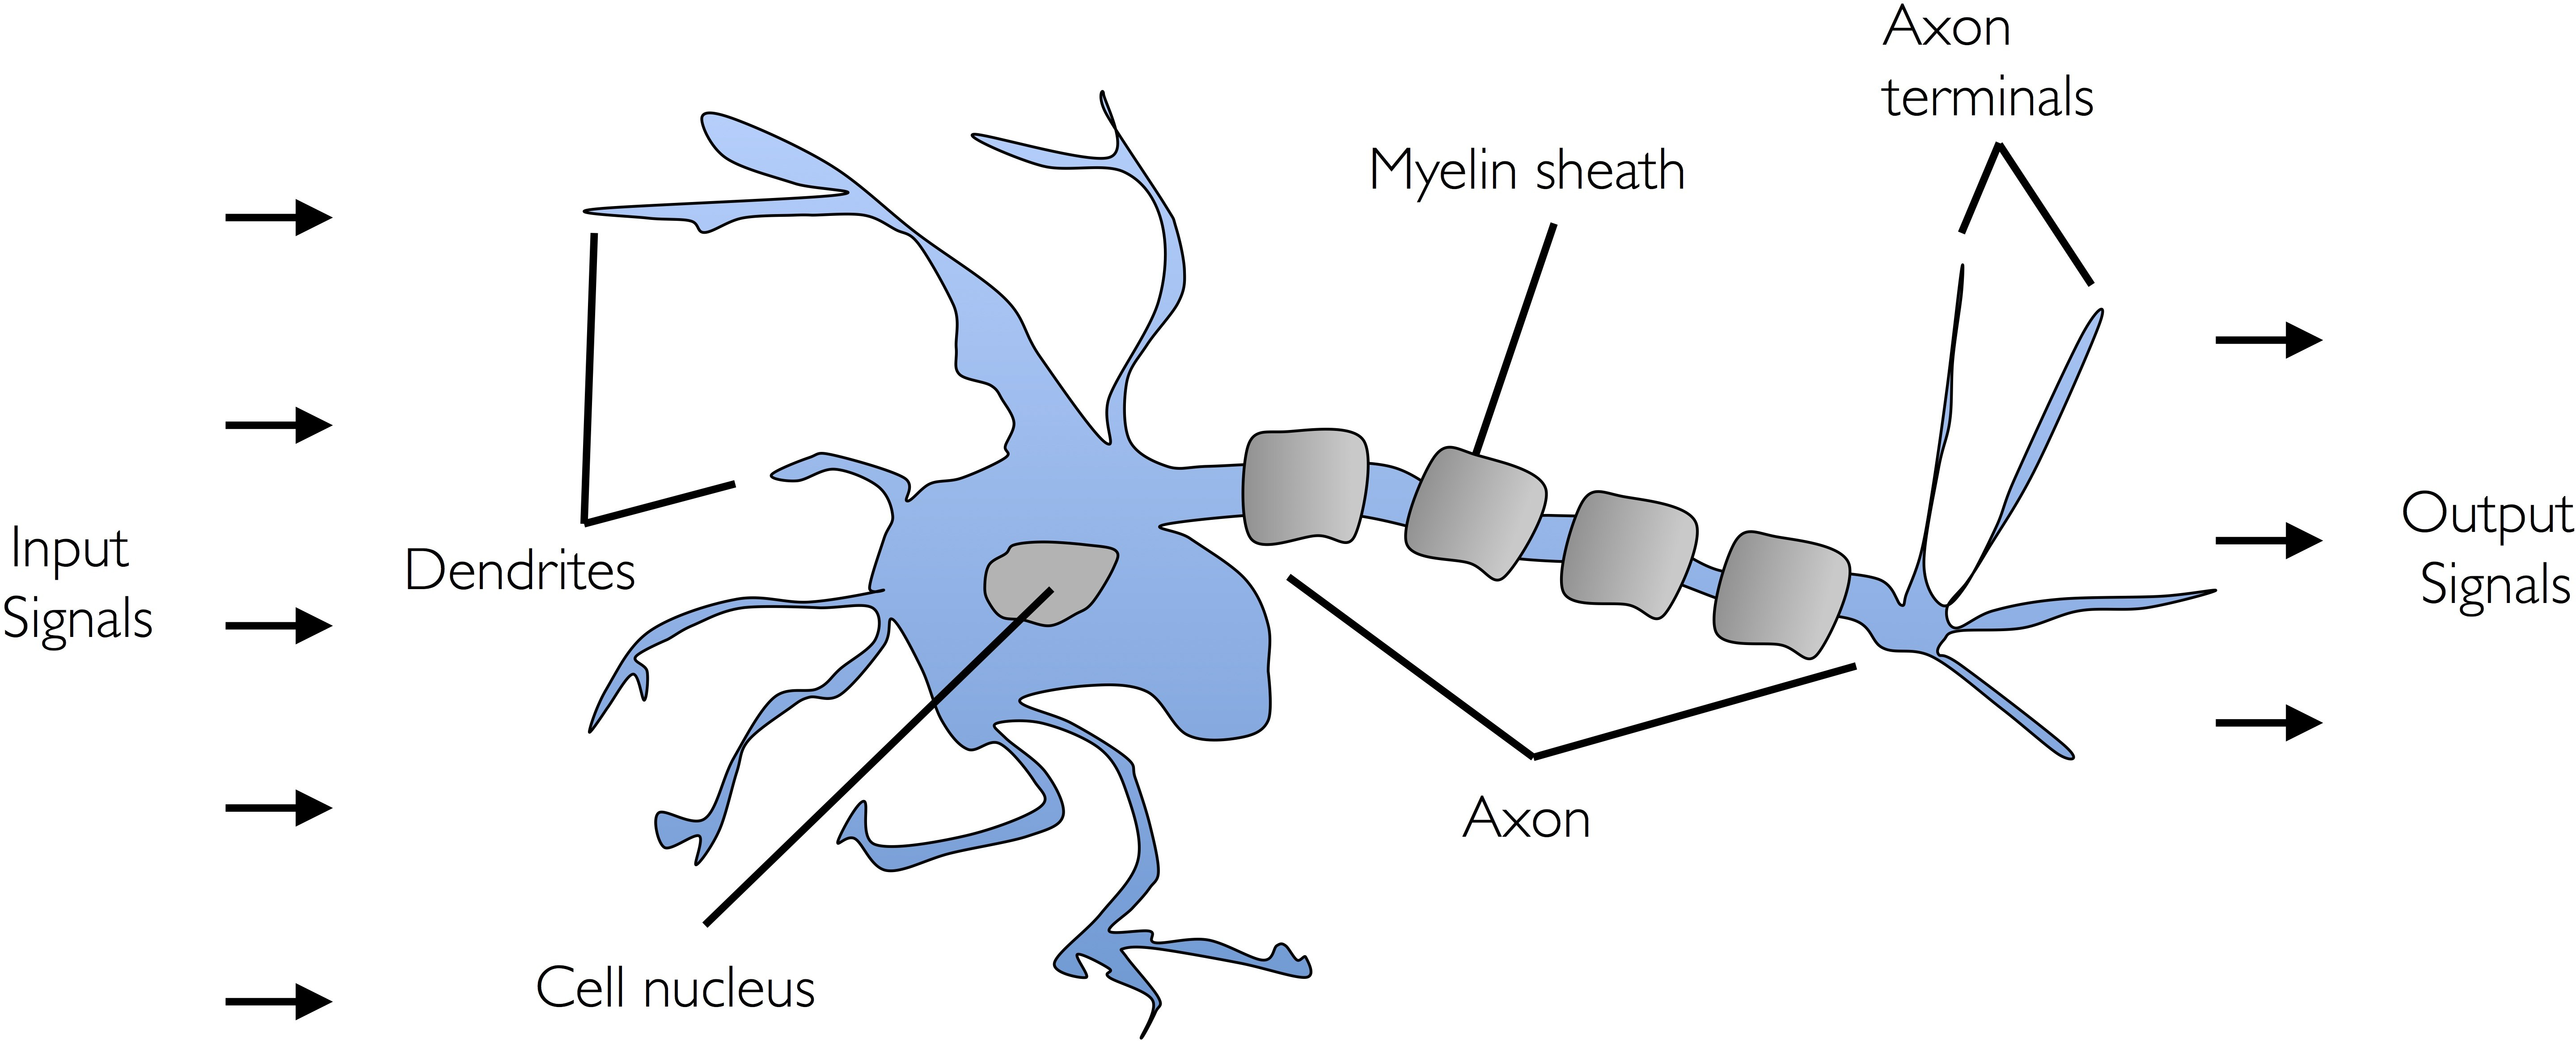 Axon
terminals
Myelin sheath
Input
Signals
Dendrites
Output
Signals
Axon
Cell nucleus